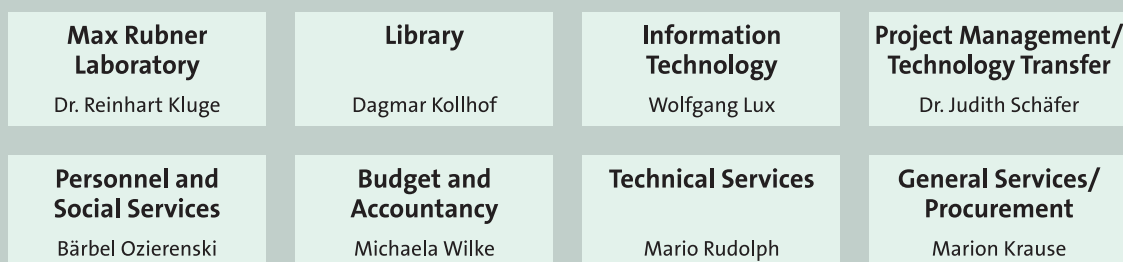 Max Rubner
Laboratory
Dr. Reinhart Kluge
Library
Dagmar Kollhof
Information
Technology
Wolfgang Lux
Project Management/
Technology Transfer
Dr. Judith Schäfer
Personnel and
Social Services
Bärbel Ozierenski
Budget and
Accountancy
Michaela Wilke
Technical Services
Mario Rudolph
General Services/
Procurement
Marion Krause